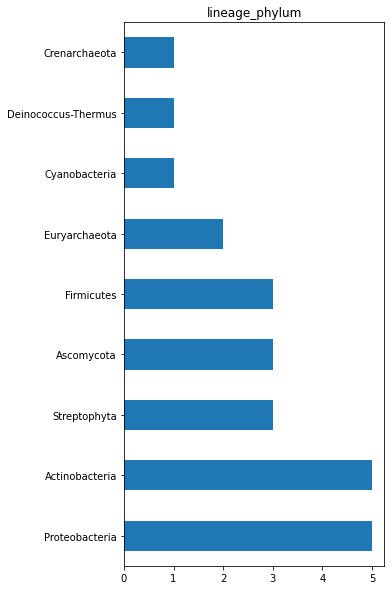 lineage_phylum
Crenarchaeota
Deinococcus-Thermus
Cyanobacteria
Euryarchaeota
Firmicutes
Ascomycota
Streptophyta
Actinobacteria
Proteobacteria
0 1 2 3 4 5